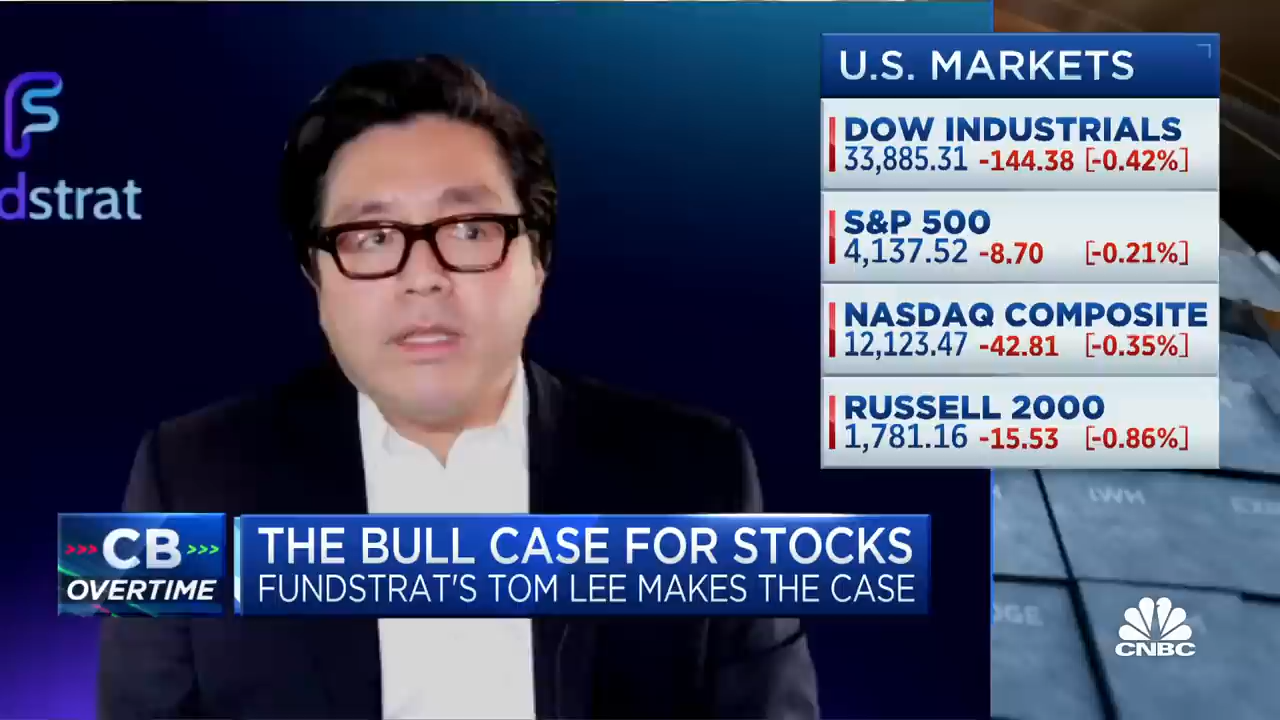 dstrat
U.S. MARKETS
DOW INDUSTRIALS
33,885.31 -144.38 [-0.42%]
S&P 500
4,137.52 -8.70 [-0.21%]
NASDAQ COMPOSITE
12,123.47 -42.81 [-0.35%]
RUSSELL 2000
1,781.16 -15.53 [-0.86%]
>>> CB >>>
OVERTIME
THE BULL CASE FOR STOCKS
FUNDSTRAT'S TOM LEE MAKES THE CASE
CNBC